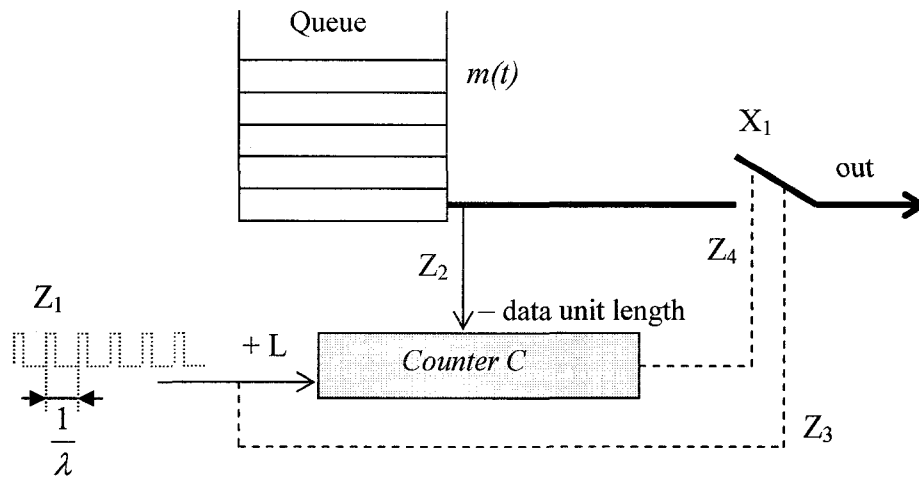 Queue
m(t)
X₁
out
Z₄
Z₂
Z₁
– data unit length
+ L
Counter C
Z₃
1
λ